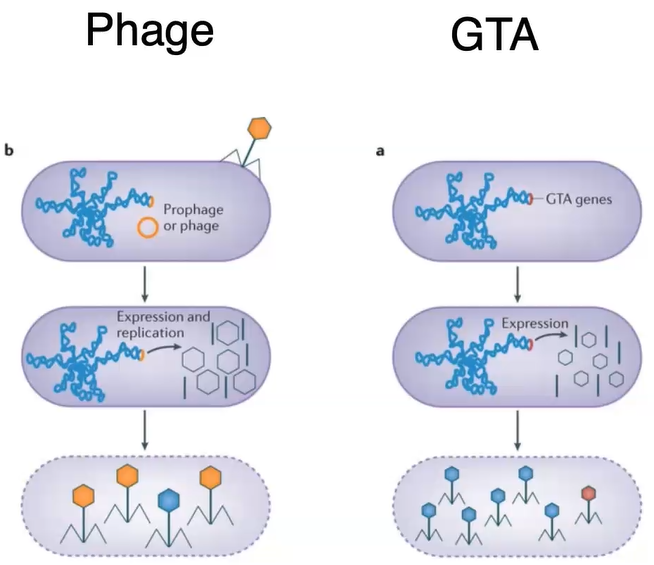 Phage
GTA
b
a
Prophage
or phage
GTA genes
Expression and
replication
Expression